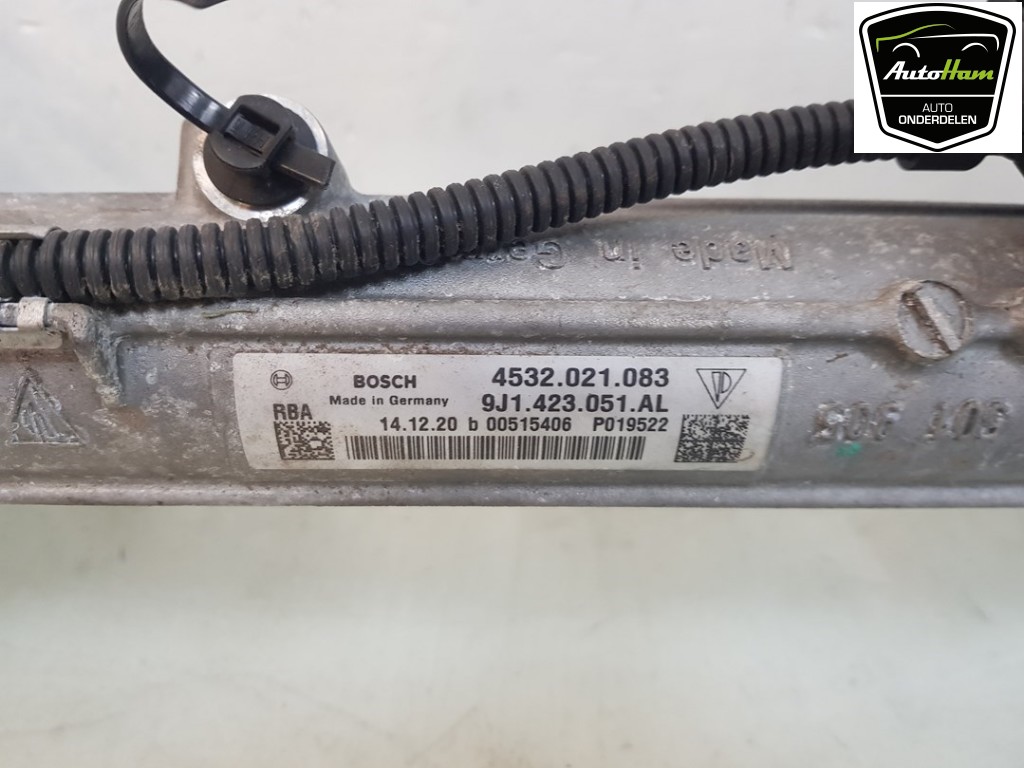 AutoHam
AUTO
ONDERDELEN
Made in Ger
BOSCH
4532.021.083
Made in Germany
9J1.423.051.AL
RBA
14.12.20 b 00515406 P019522